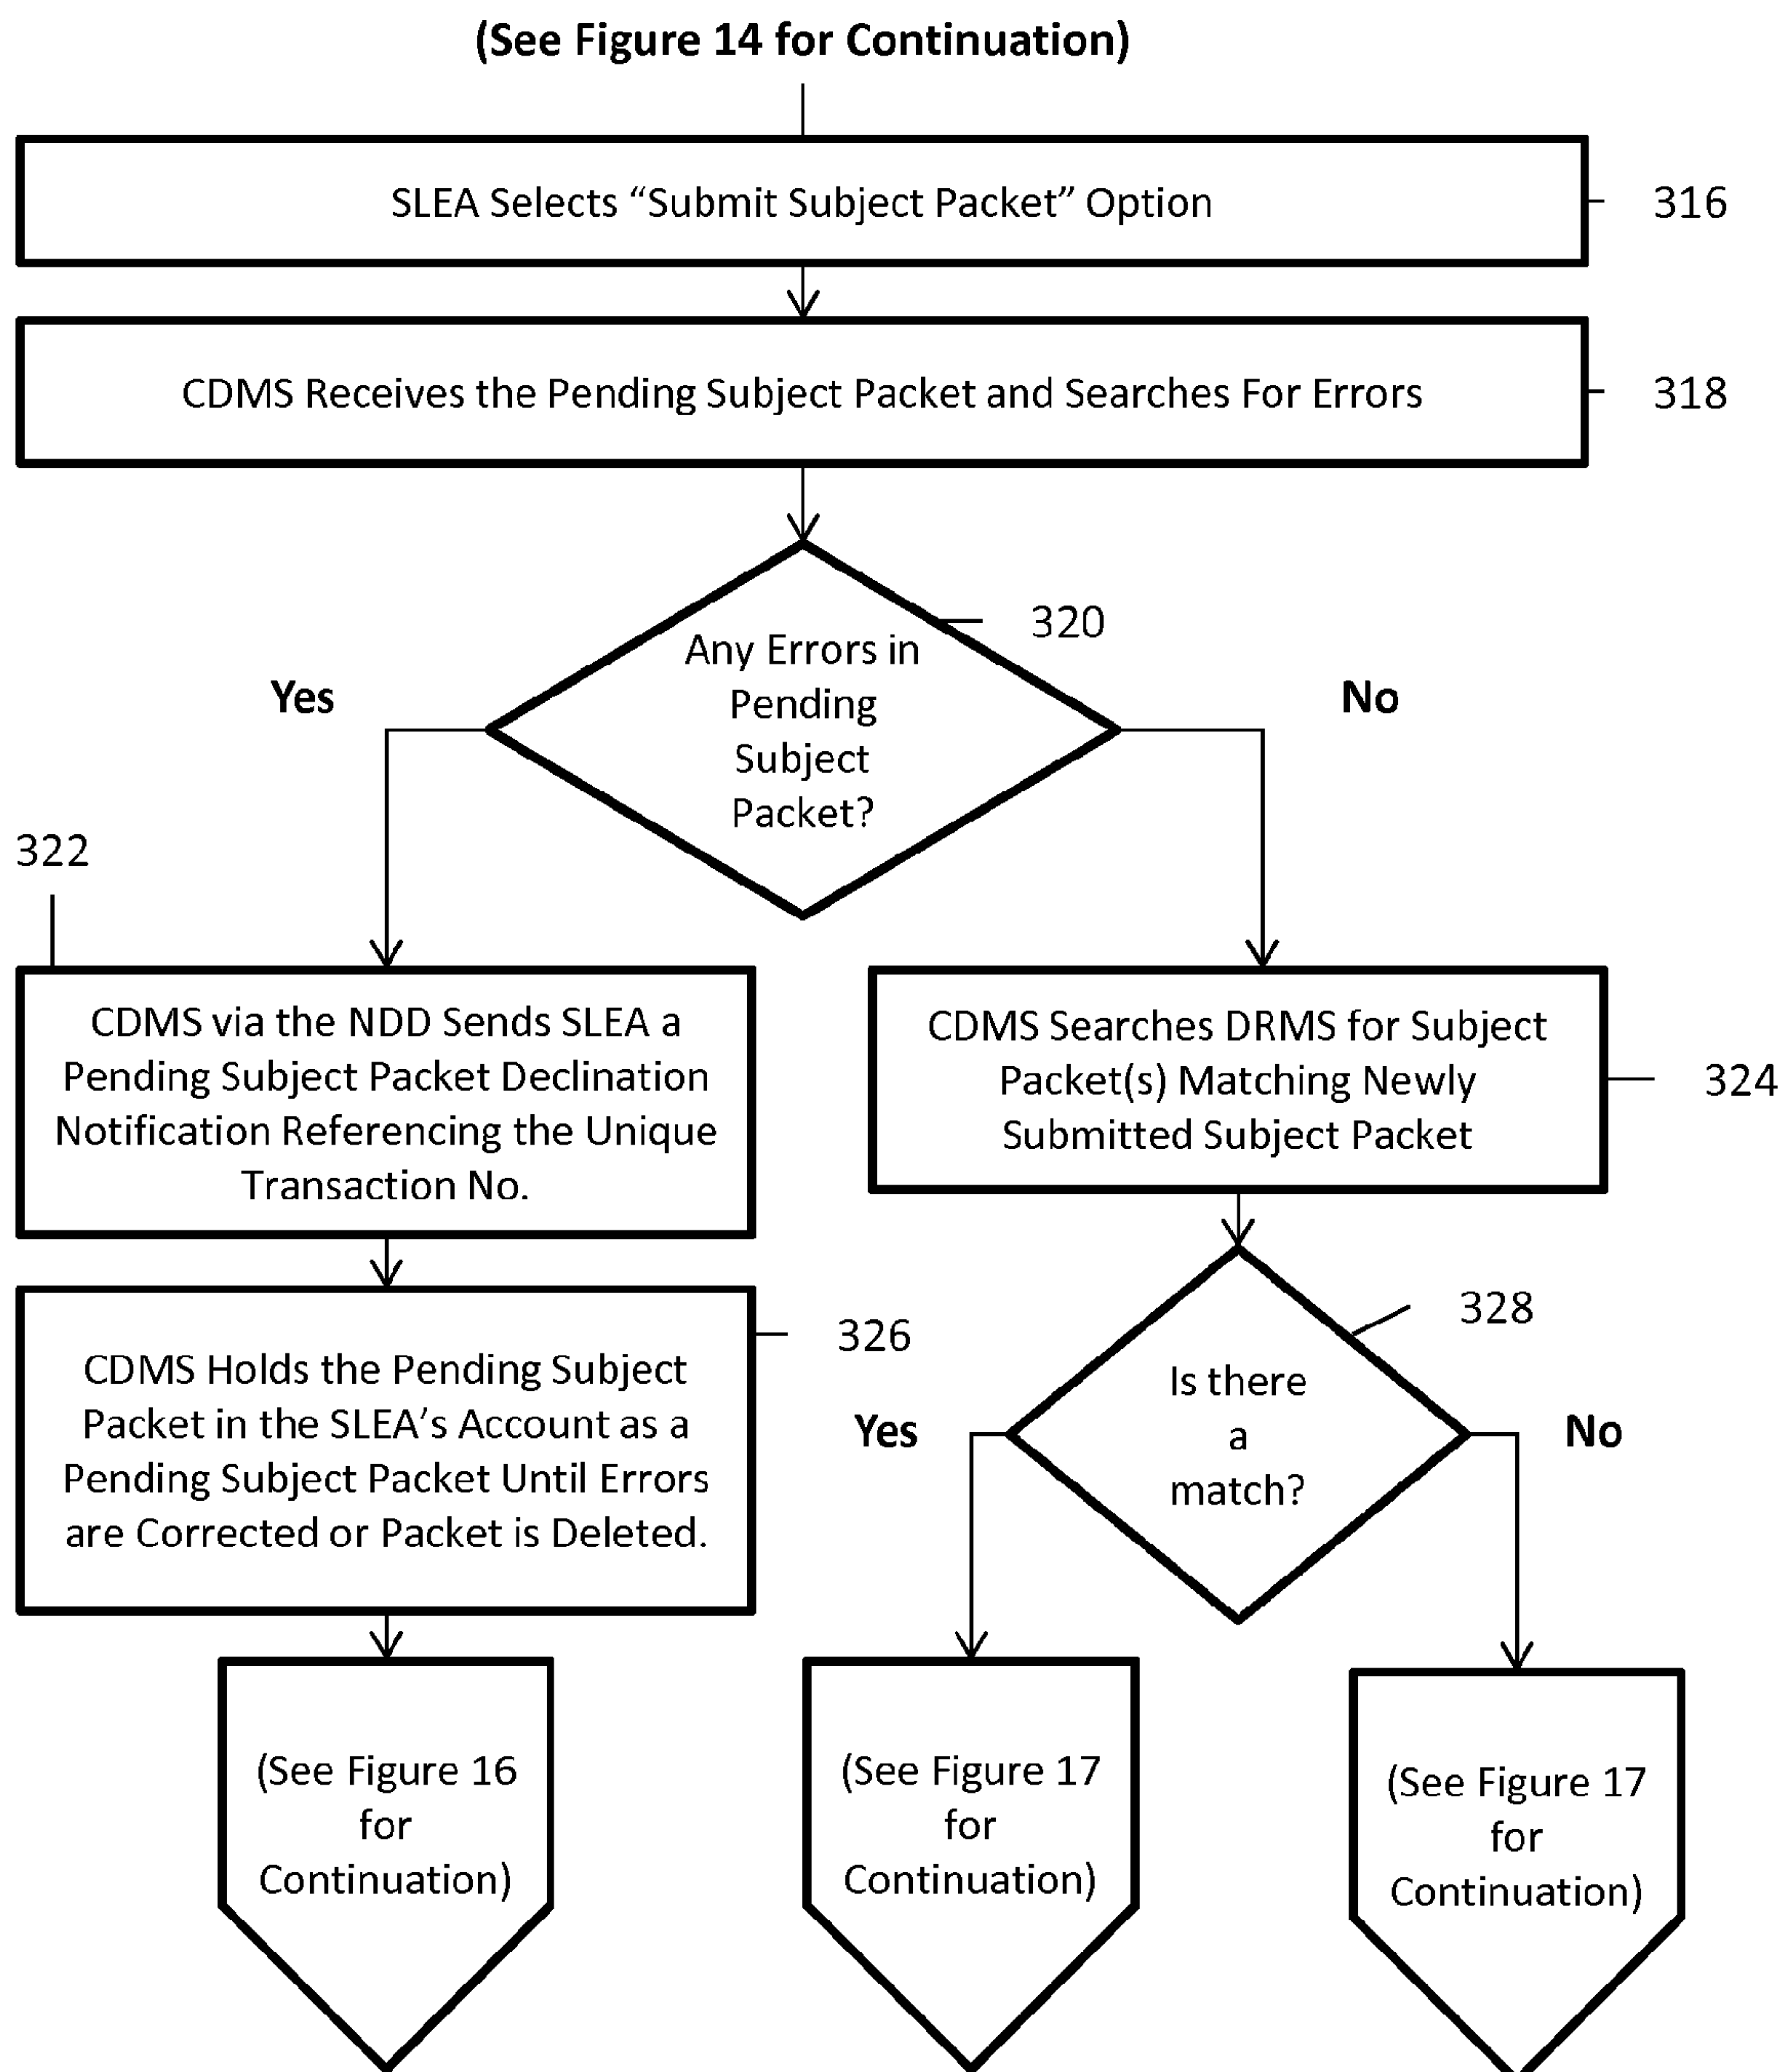 (See Figure 14 for Continuation)
SLEA Selects “Submit Subject Packet” Option
316
CDMS Receives the Pending Subject Packet and Searches For Errors
318
320
Any Errors in
Pending
Subject
Packet?
Yes
No
322
CDMS via the NDD Sends SLEA a
Pending Subject Packet Declination
Notification Referencing the Unique
Transaction No.
CDMS Searches DRMS for Subject
Packet(s) Matching Newly
Submitted Subject Packet
324
326
CDMS Holds the Pending Subject
Packet in the SLEA’s Account as a
Pending Subject Packet Until Errors
are Corrected or Packet is Deleted.
328
Is there
a
match?
Yes
No
(See Figure 16
for
Continuation)
(See Figure 17
for
Continuation)
(See Figure 17
for
Continuation)